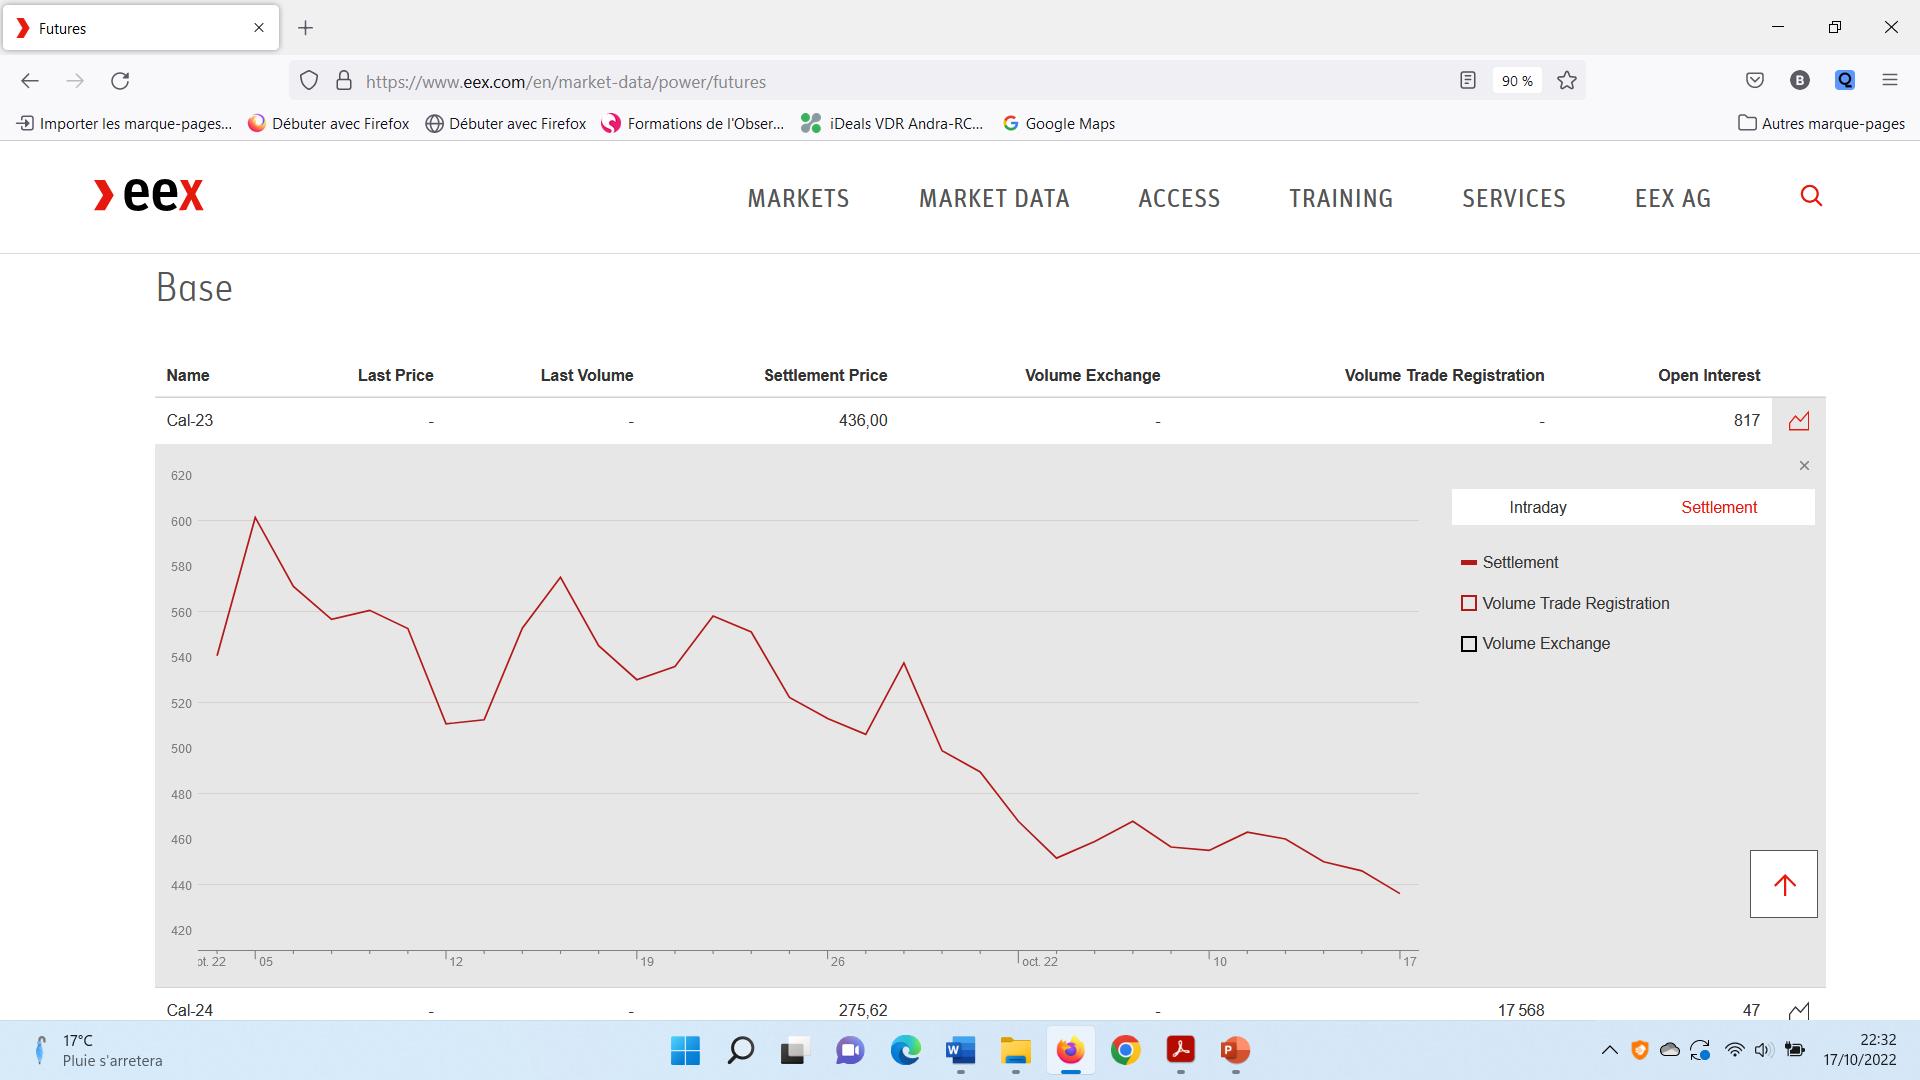 Futures
https://www.eex.com/en/market-data/power/futures
90 %
B
Q
Importer les marque-pages...
Débuter avec Firefox
Débuter avec Firefox
Formations de l'Obser...
iDeals VDR Andra-RC...
Google Maps
Autres marque-pages
eex
MARKETS
MARKET DATA
ACCESS
TRAINING
SERVICES
EEX AG
Base
Name Last Price Last Volume Settlement Price Volume Exchange Volume Trade Registration Open Interest
Cal-23 - - 436,00 - - 817
620
600
580
560
540
520
500
480
460
440
420
ot. 22 05 12 19 26 oct. 22 10 17
Intraday Settlement
Settlement
Volume Trade Registration
Volume Exchange
Cal-24 - - 275,62 - 17 568 47
17°C
Pluie s'arretera
W
P
22:32
17/10/2022